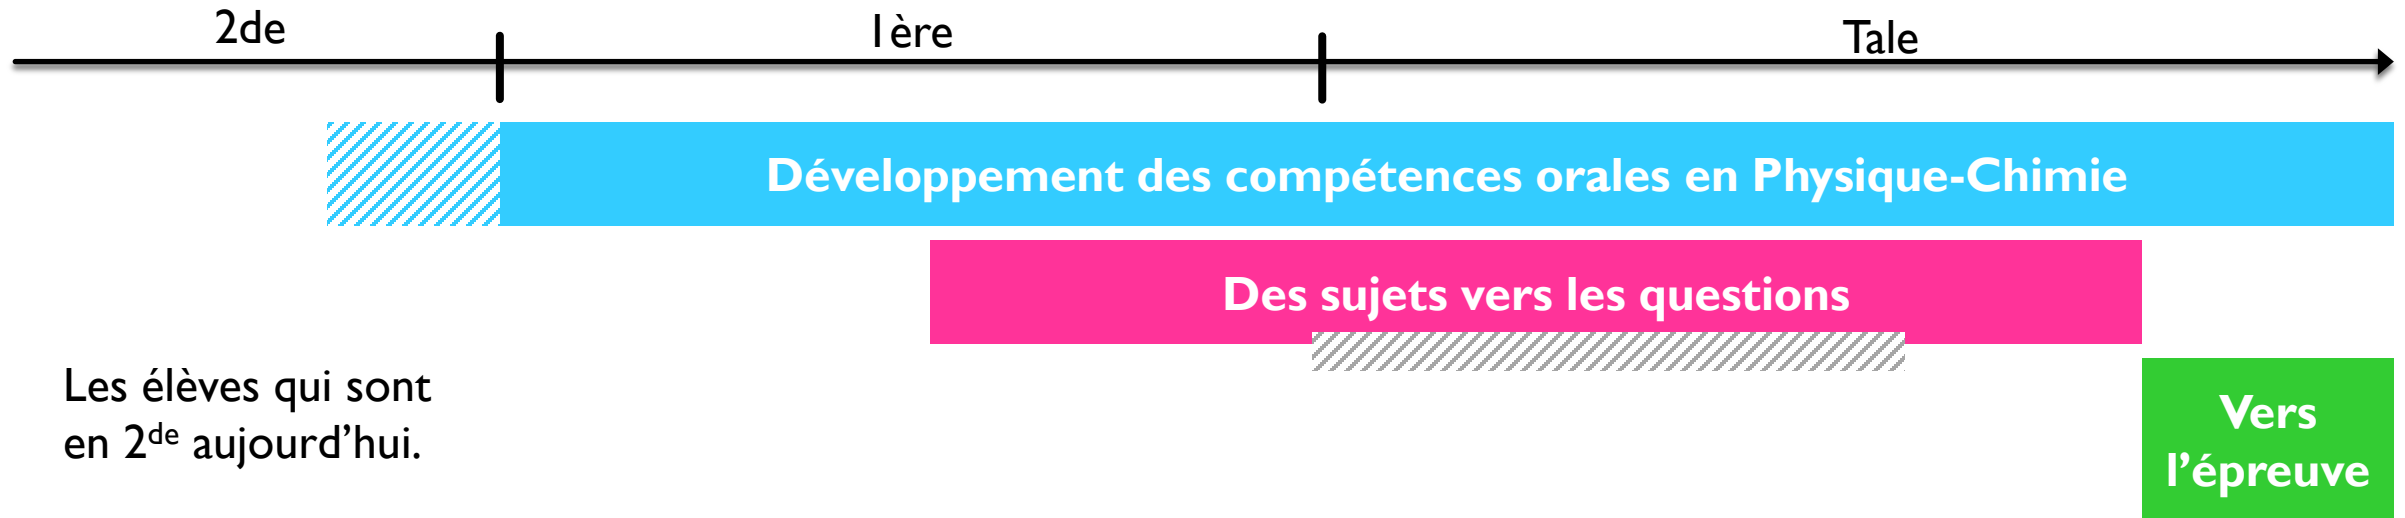 2de
1ère
Tale
Développement des compétences orales en Physique-Chimie
Des sujets vers les questions
Les élèves qui sont
en 2de aujourd’hui.
Vers
l’épreuve